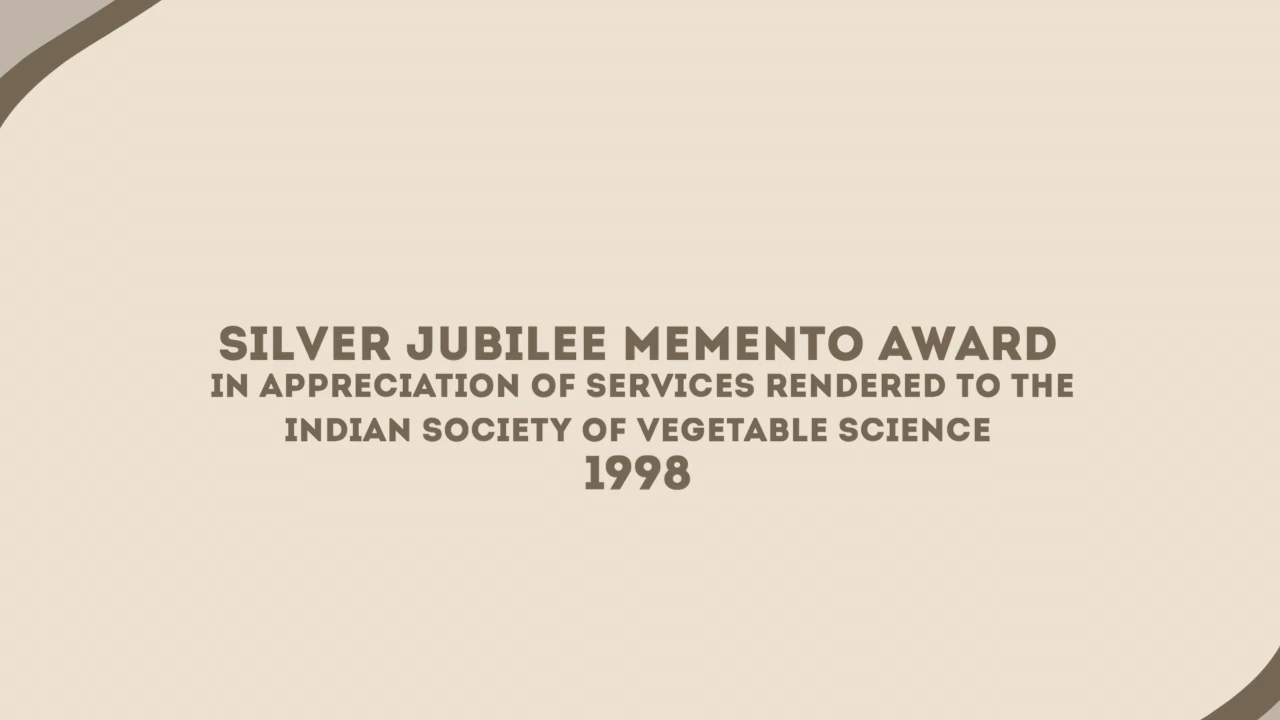 SILVER JUBILEE MEMENTO AWARD
IN APPRECIATION OF SERVICES RENDERED TO THE
INDIAN SOCIETY OF VEGETABLE SCIENCE
1998